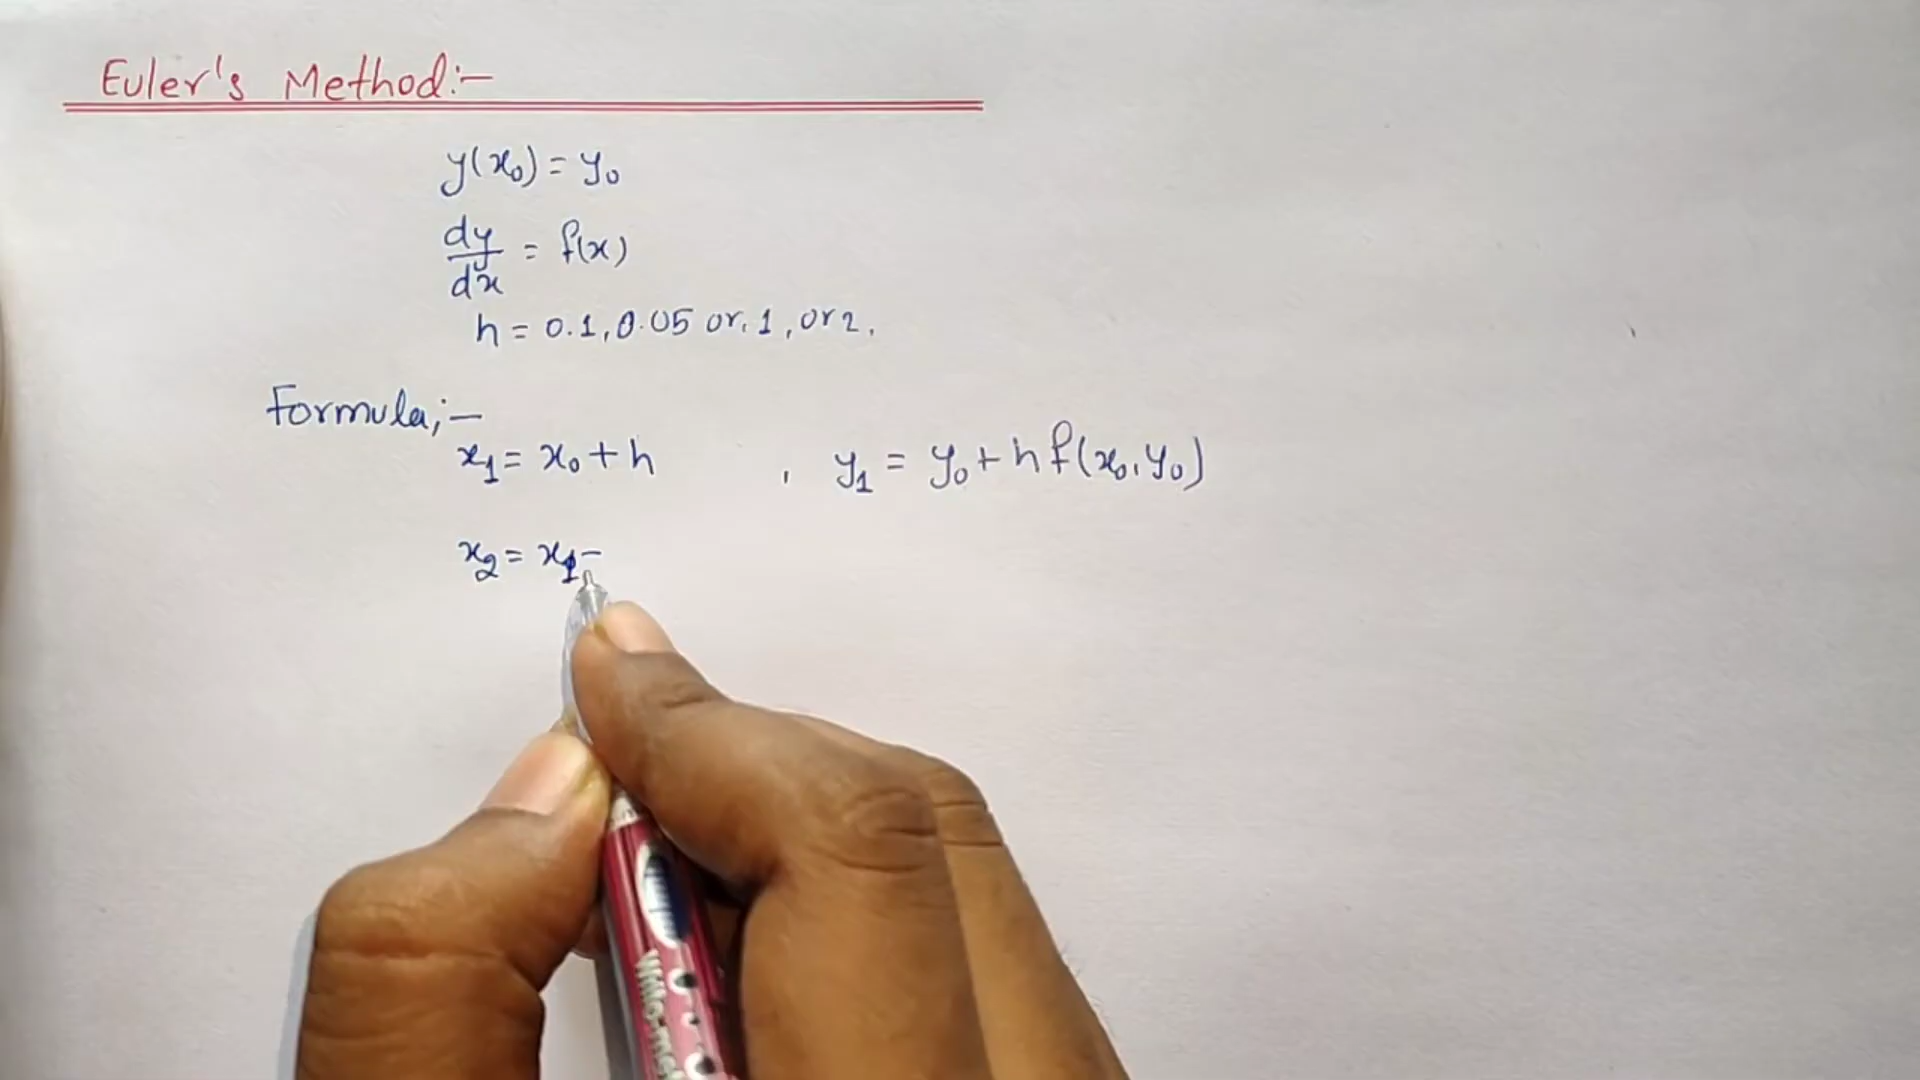 Euler's Method:-
y(x₀) = y₀
dy/dx = f(x)
h = 0.1, 0.05 or. 1, or 2.
Formula;-
x₁ = x₀ + h , y₁ = y₀ + h f(x₀, y₀)
x₂ = x₁ -